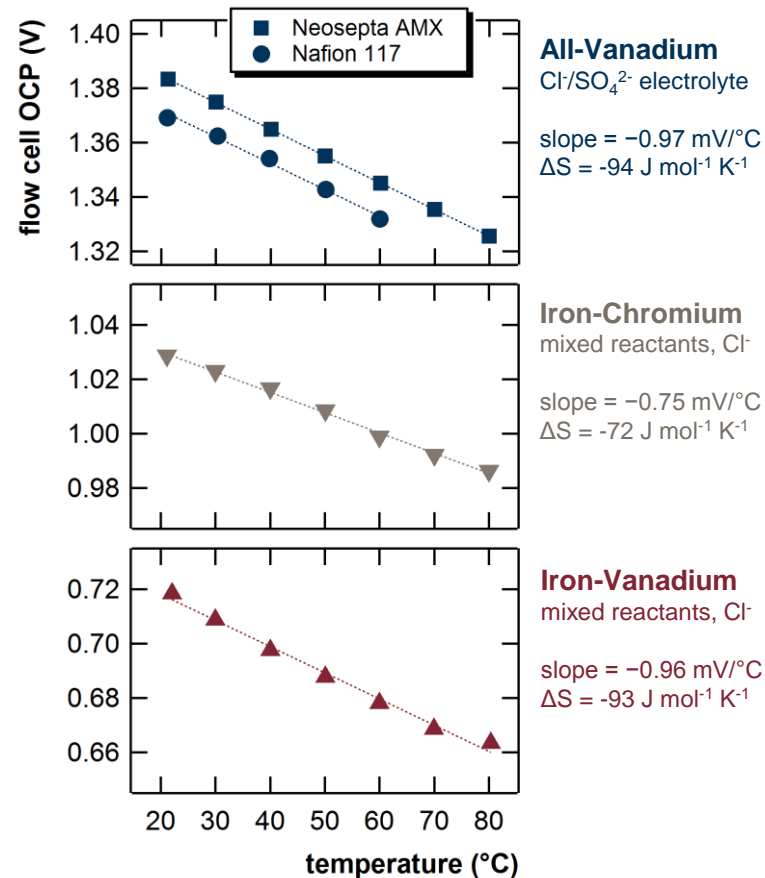 Neosepta AMX
Nafion 117
flow cell OCP (V)
1.40
1.38
1.36
1.34
1.32
All-Vanadium
Cl⁻/SO₄²⁻ electrolyte
slope = −0.97 mV/°C
ΔS = -94 J mol⁻¹ K⁻¹
1.04
1.02
1.00
0.98
Iron-Chromium
mixed reactants, Cl⁻
slope = −0.75 mV/°C
ΔS = -72 J mol⁻¹ K⁻¹
0.72
0.70
0.68
0.66
Iron-Vanadium
mixed reactants, Cl⁻
slope = −0.96 mV/°C
ΔS = -93 J mol⁻¹ K⁻¹
20 30 40 50 60 70 80
temperature (°C)